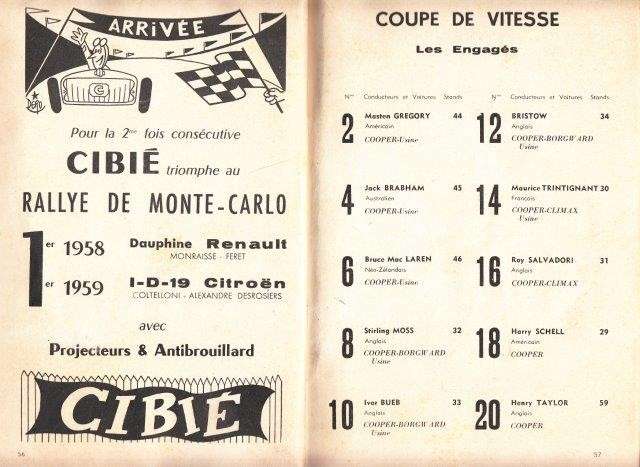 ARRIVÉE
Pour la 2me fois consécutive
CIBIÉ triomphe au
RALLYE DE MONTE-CARLO
1er 1958 Dauphine Renault
MONRAISSE - FERET
1er 1959 I-D-19 Citroën
COLTELLONI - ALEXANDRE DESROSIERS
avec
Projecteurs & Antibrouillard
CIBIÉ
56
COUPE DE VITESSE
Les Engagés
Nos Conducteurs et Voitures Stands
2 Masten GREGORY 44
Américain
COOPER-Usine
4 Jack BRABHAM 45
Australien
COOPER-Usine
6 Bruce Mac LAREN 46
Néo-Zélandais
COOPER-Usine
8 Stirling MOSS 32
Anglais
COOPER-BORGWARD
Usine
10 Ivor BUEB 33
Anglais
COOPER-BORGWARD
Usine
Nos Conducteurs et Voitures Stands
12 BRISTOW 34
Anglais
COOPER-BORGWARD
Usine
14 Maurice TRINTIGNANT 30
Francais
COOPER-CLIMAX
Usine
16 Roy SALVADORI 31
Anglais
COOPER-CLIMAX
18 Harry SCHELL 29
Américain
COOPER
20 Henry TAYLOR 59
Anglais
COOPER
57